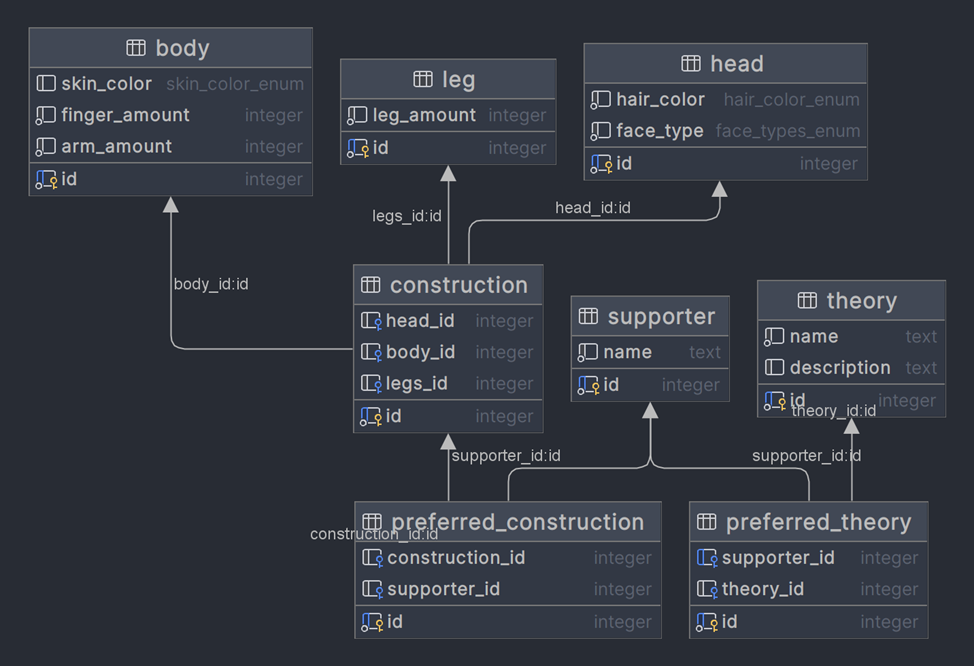 body
skin_color skin_color_enum
finger_amount integer
arm_amount integer
id integer
leg
leg_amount integer
id integer
head
hair_color hair_color_enum
face_type face_types_enum
id integer
legs_id:id
head_id:id
body_id:id
construction
head_id integer
body_id integer
legs_id integer
id integer
supporter
name text
id integer
theory
name text
description text
id integer
theory_id:id
supporter_id:id
supporter_id:id
preferred_construction
construction_id:id
construction_id integer
supporter_id integer
id integer
preferred_theory
supporter_id integer
theory_id integer
id integer